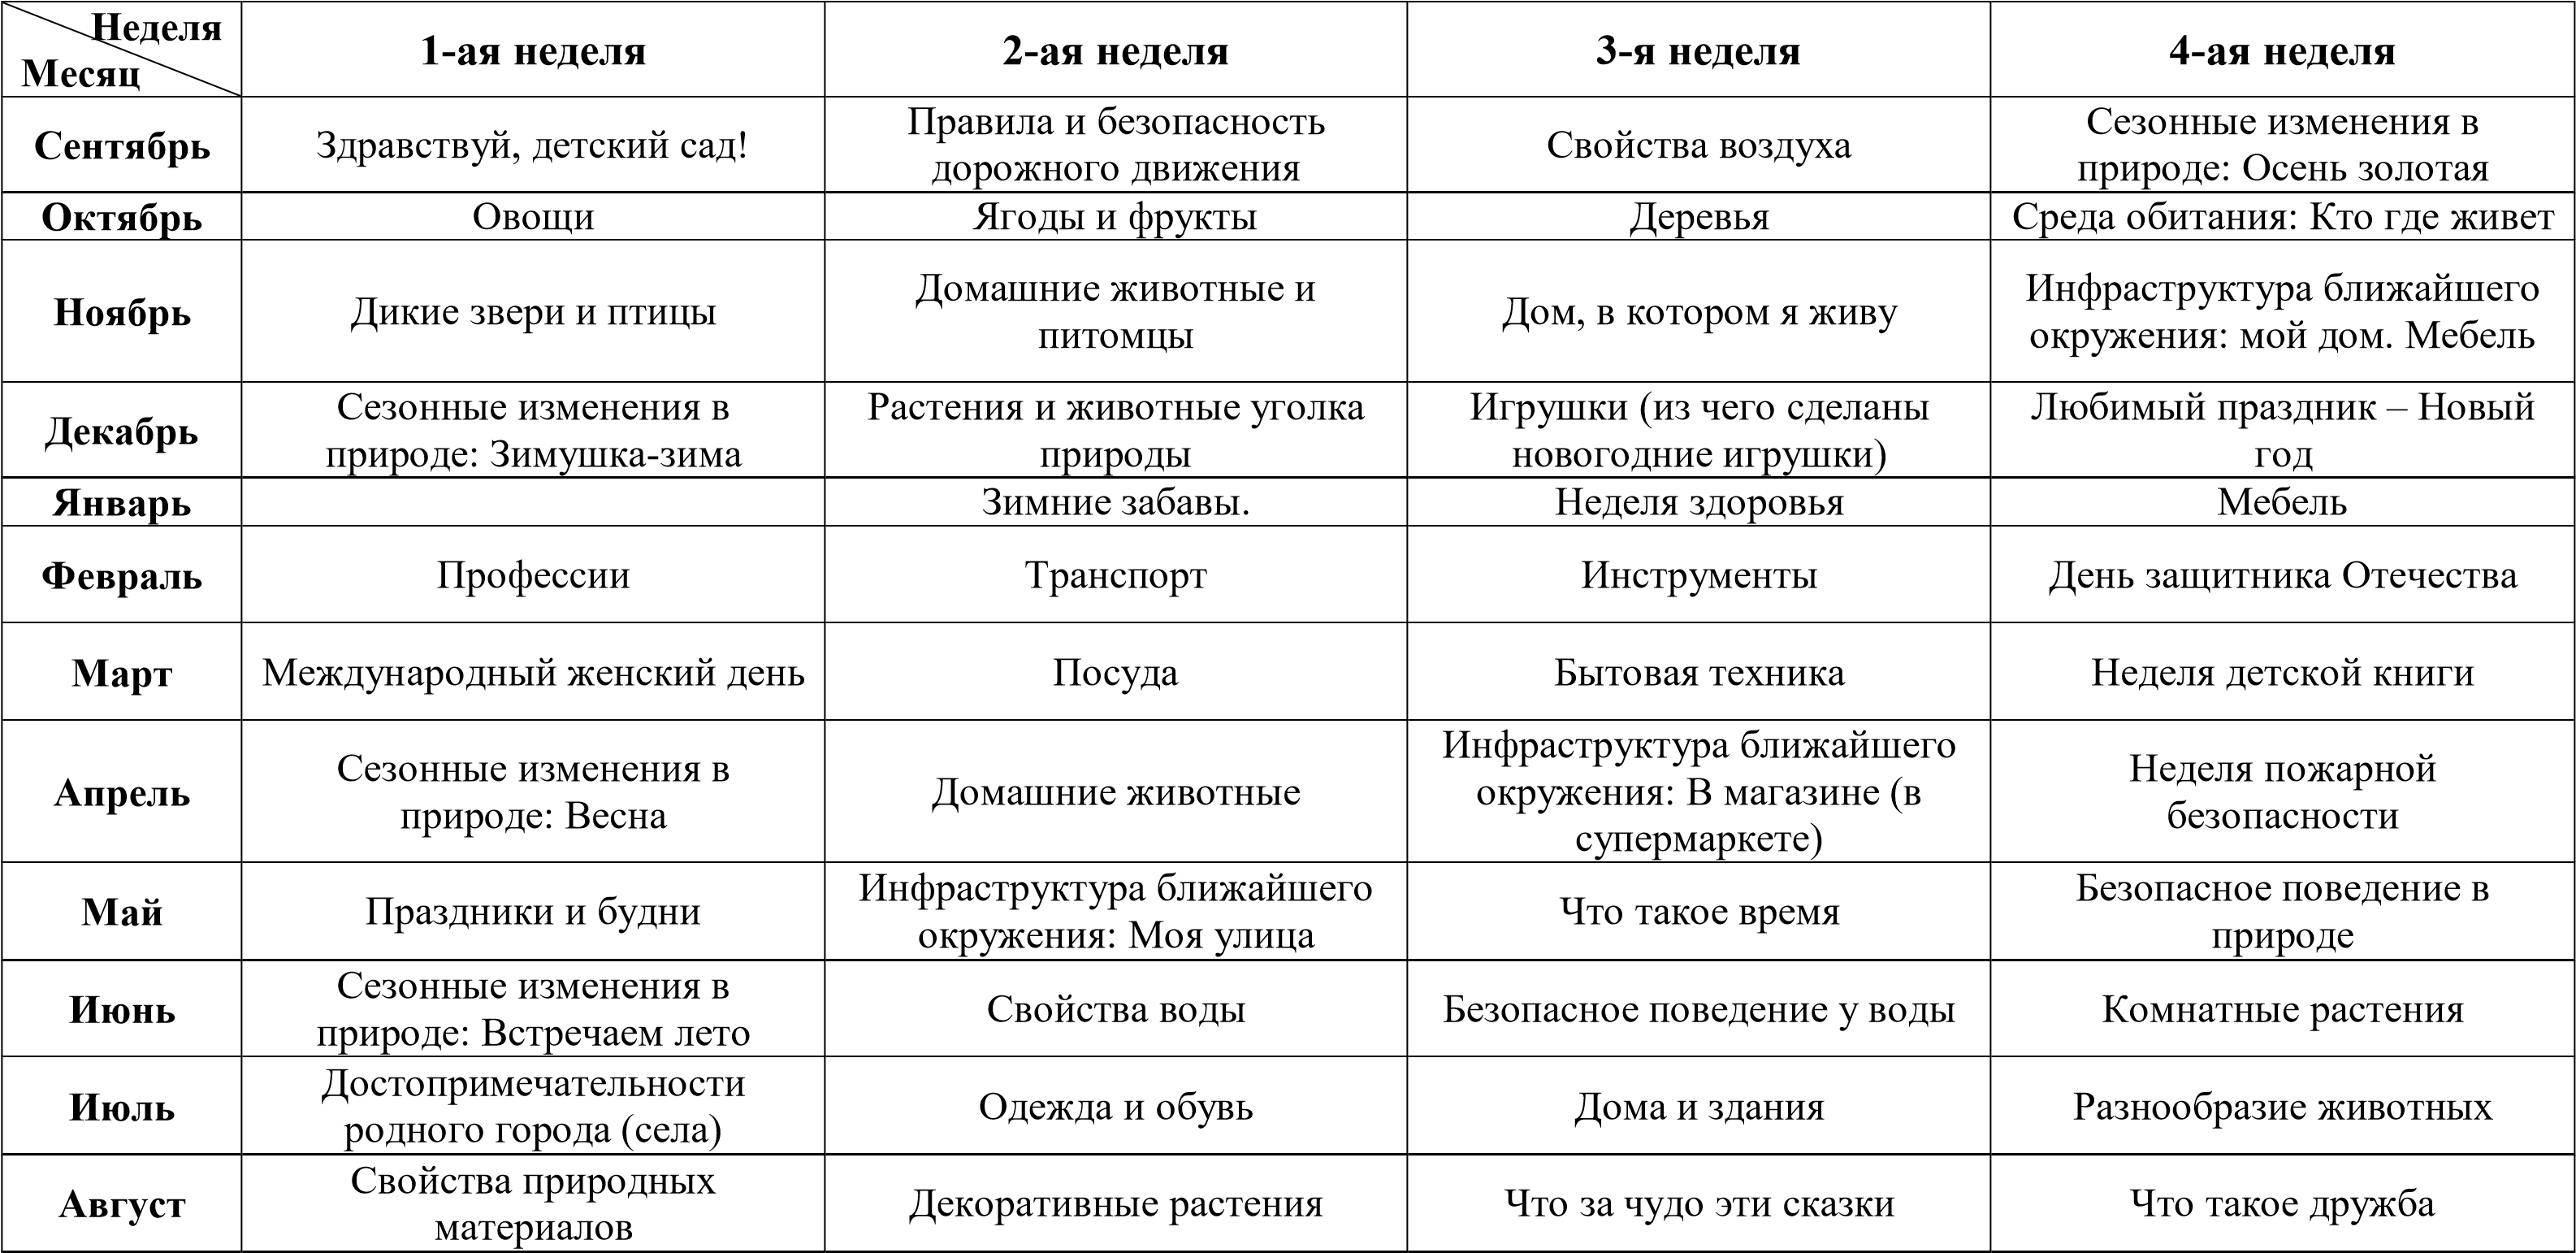 Неделя
Месяц
1-ая неделя
2-ая неделя
3-я неделя
4-ая неделя
Сентябрь
Здравствуй, детский сад!
Правила и безопасность
дорожного движения
Свойства воздуха
Сезонные изменения в
природе: Осень золотая
Октябрь
Овощи
Ягоды и фрукты
Деревья
Среда обитания: Кто где живет
Ноябрь
Дикие звери и птицы
Домашние животные и
питомцы
Дом, в котором я живу
Инфраструктура ближайшего
окружения: мой дом. Мебель
Декабрь
Сезонные изменения в
природе: Зимушка-зима
Растения и животные уголка
природы
Игрушки (из чего сделаны
новогодние игрушки)
Любимый праздник – Новый
год
Январь
Зимние забавы.
Неделя здоровья
Мебель
Февраль
Профессии
Транспорт
Инструменты
День защитника Отечества
Март
Международный женский день
Посуда
Бытовая техника
Неделя детской книги
Апрель
Сезонные изменения в
природе: Весна
Домашние животные
Инфраструктура ближайшего
окружения: В магазине (в
супермаркете)
Неделя пожарной
безопасности
Май
Праздники и будни
Инфраструктура ближайшего
окружения: Моя улица
Что такое время
Безопасное поведение в
природе
Июнь
Сезонные изменения в
природе: Встречаем лето
Свойства воды
Безопасное поведение у воды
Комнатные растения
Июль
Достопримечательности
родного города (села)
Одежда и обувь
Дома и здания
Разнообразие животных
Август
Свойства природных
материалов
Декоративные растения
Что за чудо эти сказки
Что такое дружба